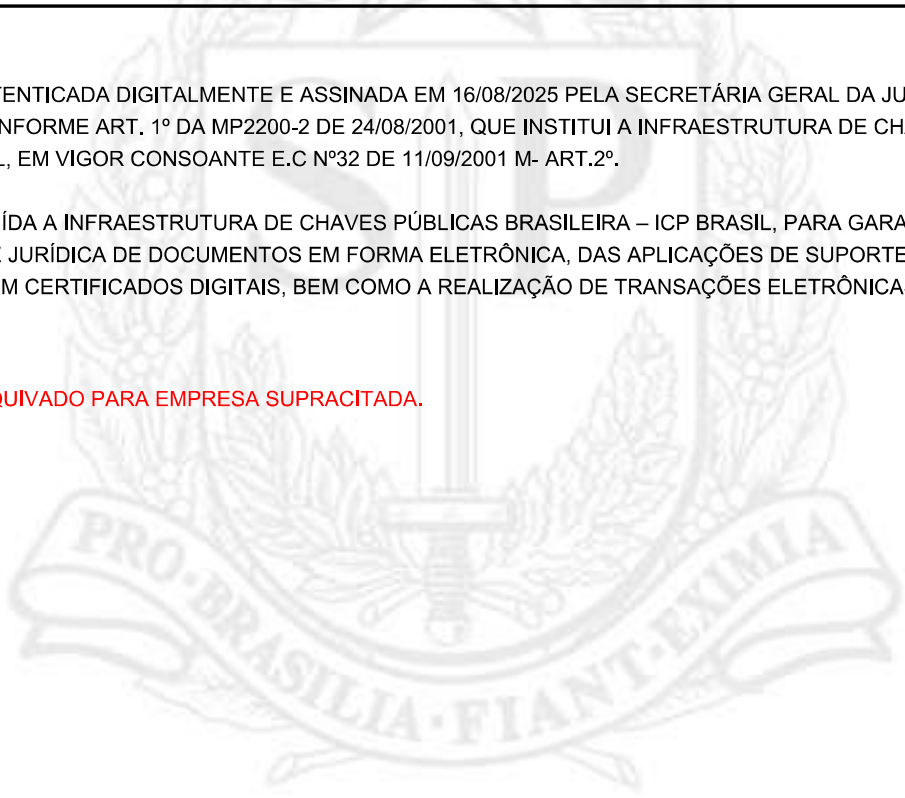 TENTICADA DIGITALMENTE E ASSINADA EM 16/08/2025 PELA SECRETÁRIA GERAL DA JU
NFORME ART. 1º DA MP2200-2 DE 24/08/2001, QUE INSTITUI A INFRAESTRUTURA DE CHA
L, EM VIGOR CONSOANTE E.C Nº32 DE 11/09/2001 M- ART.2º.
ÍDA A INFRAESTRUTURA DE CHAVES PÚBLICAS BRASILEIRA – ICP BRASIL, PARA GARA
E JURÍDICA DE DOCUMENTOS EM FORMA ELETRÔNICA, DAS APLICAÇÕES DE SUPORTE
M CERTIFICADOS DIGITAIS, BEM COMO A REALIZAÇÃO DE TRANSAÇÕES ELETRÔNICAS
QUIVADO PARA EMPRESA SUPRACITADA.
SP
PRO·BRASILIA·FIANT·EXIMIA